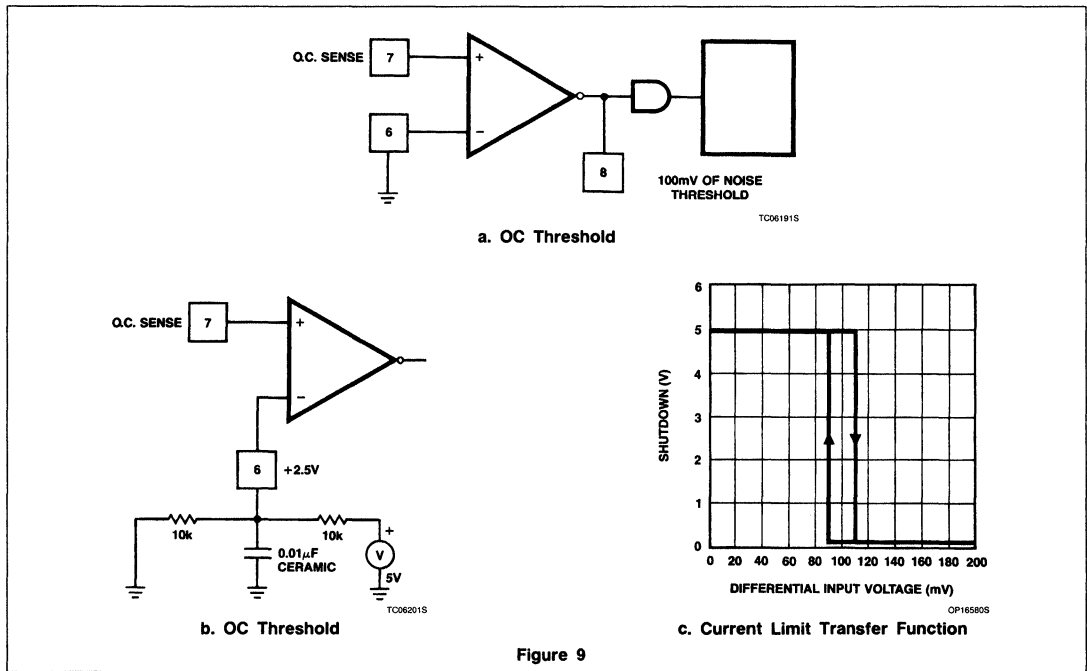 O.C. SENSE 7 +
6 −
8
100mV OF NOISE
THRESHOLD
TC06191S
a. OC Threshold
O.C. SENSE 7 +
−
6 +2.5V
10k
10k
0.01μF
CERAMIC
+
V
5V
TC06201S
b. OC Threshold
SHUTDOWN (V)
6
5
4
3
2
1
0
0 20 40 60 80 100 120 140 160 180 200
DIFFERENTIAL INPUT VOLTAGE (mV)
OP16580S
c. Current Limit Transfer Function
Figure 9